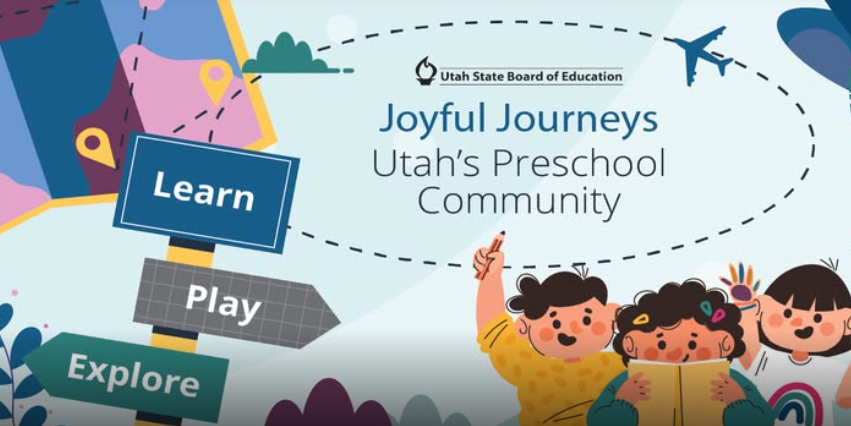 Utah State Board of Education
Joyful Journeys
Utah's Preschool
Community
Learn
Play
Explore